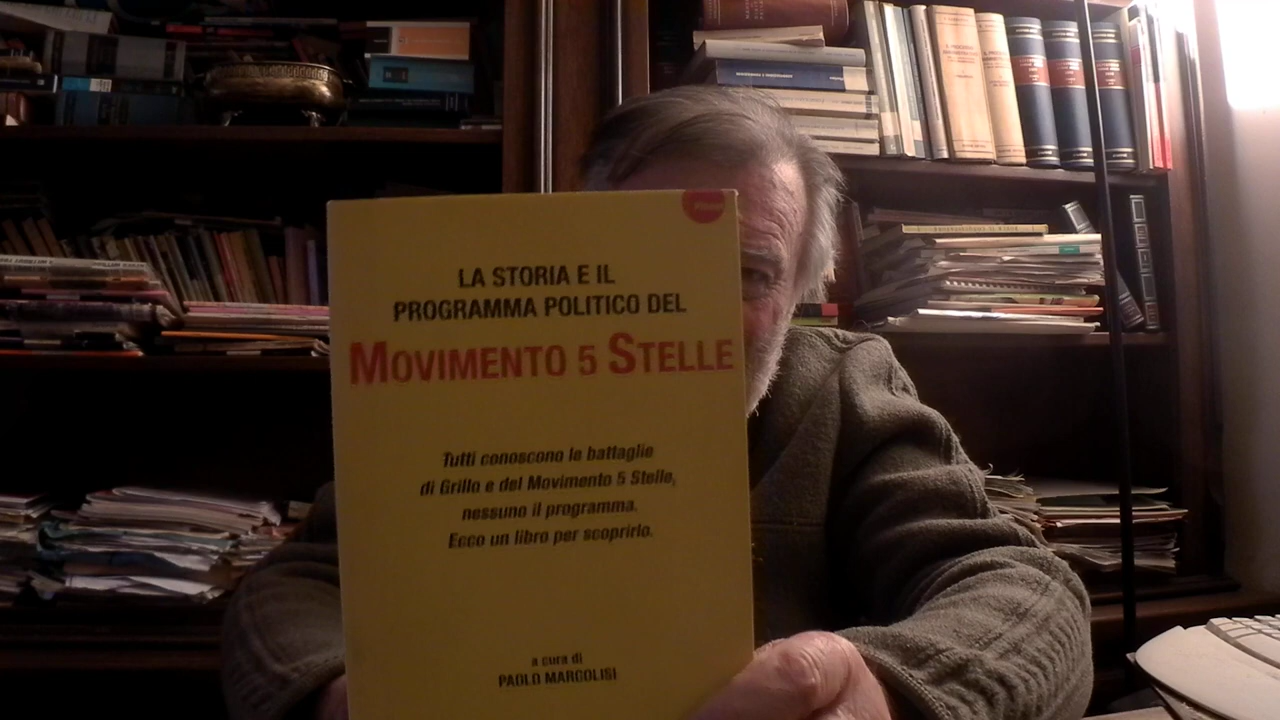 LA STORIA E IL
PROGRAMMA POLITICO DEL
MOVIMENTO 5 STELLE
Tutti conoscono le battaglie
di Grillo e del Movimento 5 Stelle,
nessuno il programma.
Ecco un libro per scoprirlo.
a cura di
PAOLO MARGOLISI